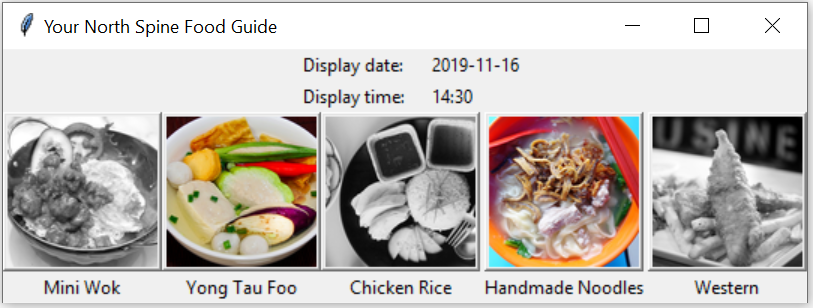 Your North Spine Food Guide
Display date: 2019-11-16
Display time: 14:30
USINE
Mini Wok Yong Tau Foo Chicken Rice Handmade Noodles Western